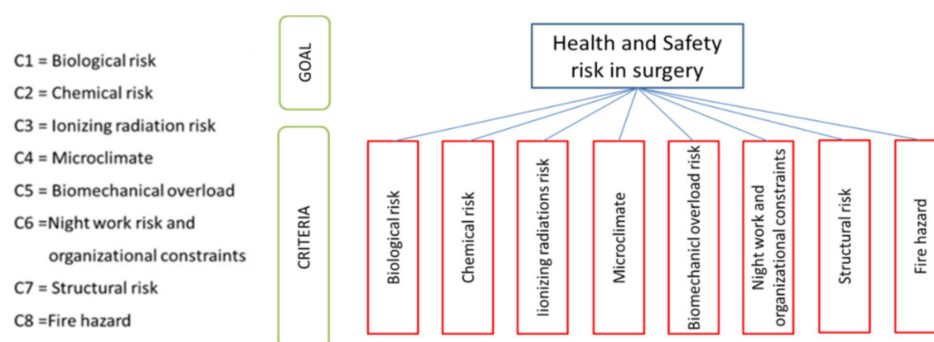 C1 = Biological risk
C2 = Chemical risk
C3 = Ionizing radiation risk
C4 = Microclimate
C5 = Biomechanical overload
C6 =Night work risk and
organizational constraints
C7 = Structural risk
C8 =Fire hazard
GOAL
CRITERIA
Health and Safety
risk in surgery
Biological risk
Chemical risk
Iionizing radiations risk
Microclimate
Biomechanicl overload risk
Night work and
organizational constraints
Structural risk
Fire hazard